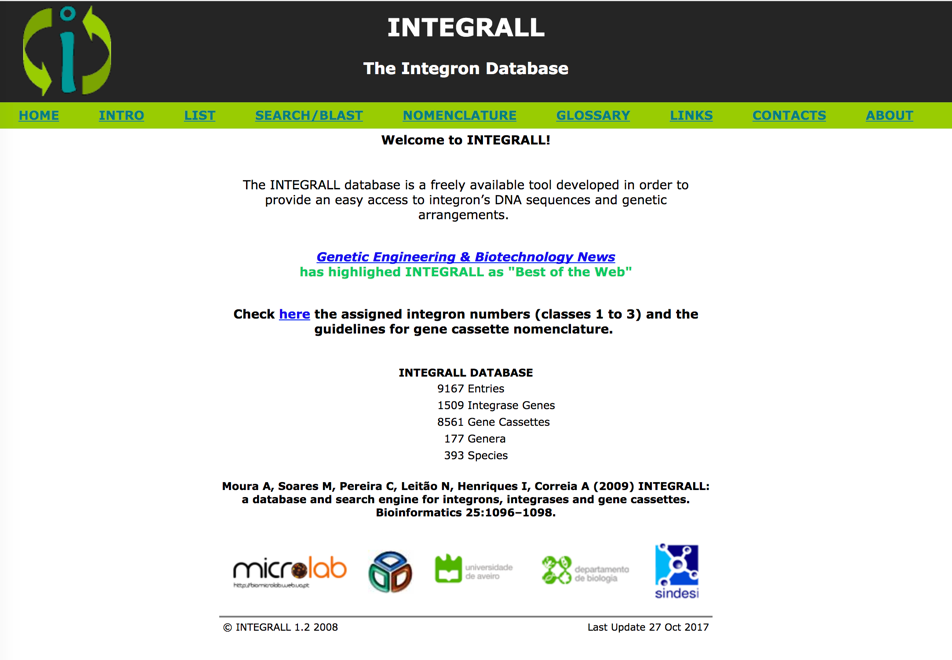 INTEGRALL
The Integron Database
HOME INTRO LIST SEARCH/BLAST NOMENCLATURE GLOSSARY LINKS CONTACTS ABOUT
Welcome to INTEGRALL!
The INTEGRALL database is a freely available tool developed in order to
provide an easy access to integron's DNA sequences and genetic
arrangements.
Genetic Engineering & Biotechnology News
has highlighed INTEGRALL as "Best of the Web"
Check here the assigned integron numbers (classes 1 to 3) and the
guidelines for gene cassette nomenclature.
INTEGRALL DATABASE
9167 Entries
1509 Integrase Genes
8561 Gene Cassettes
177 Genera
393 Species
Moura A, Soares M, Pereira C, Leitão N, Henriques I, Correia A (2009) INTEGRALL:
a database and search engine for integrons, integrases and gene cassettes.
Bioinformatics 25:1096–1098.
microlab
universidade
de aveiro
departamento
de biologia
sindesi
© INTEGRALL 1.2 2008 Last Update 27 Oct 2017